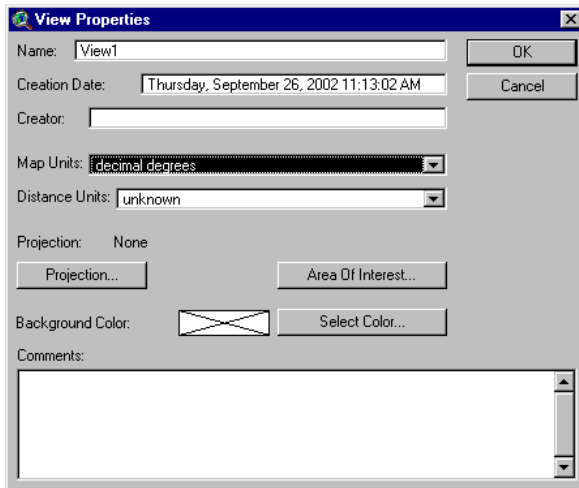 View Properties
Name: View1
OK
Creation Date: Thursday, September 26, 2002 11:13:02 AM
Cancel
Creator:
Map Units: decimal degrees
Distance Units: unknown
Projection: None
Projection... Area Of Interest...
Background Color: Select Color...
Comments: